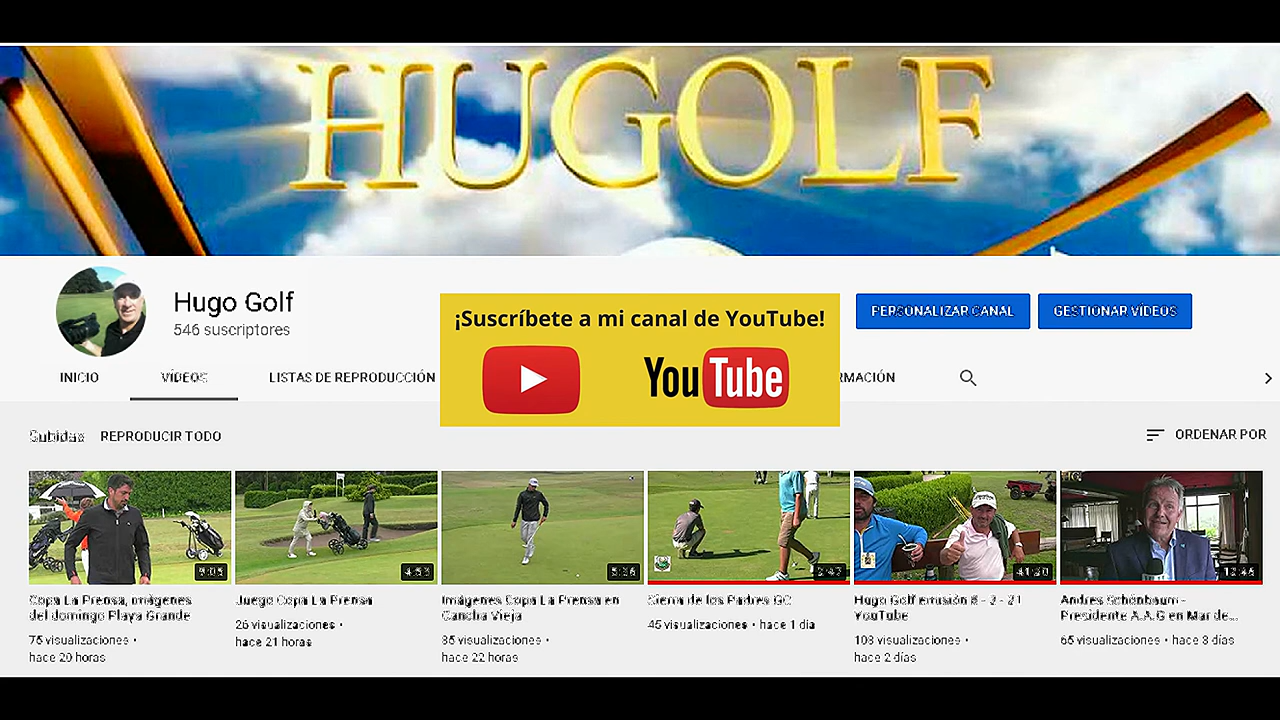 HUGOLF
Hugo Golf
546 suscriptores
¡Suscríbete a mi canal de YouTube!
YouTube
PERSONALIZAR CANAL
GESTIONAR VÍDEOS
INICIO
VÍDEOS
LISTAS DE REPRODUCCIÓN
RMACIÓN
Subidas
REPRODUCIR TODO
ORDENAR POR
Copa La Prensa, imágenes
del domingo Playa Grande
75 visualizaciones •
hace 20 horas
Juego Copa La Prensa
26 visualizaciones •
hace 21 horas
Imágenes Copa La Prensa en
Cancha Vieja
35 visualizaciones •
hace 22 horas
Sierra de los Padres GC
45 visualizaciones • hace 1 día
Hugo Golf emisión 6 - 2 - 21
YouTube
hace 2 días
Andres Schönbaum -
Presidente A.A.G en Mar de...
65 visualizaciones • hace 3 días